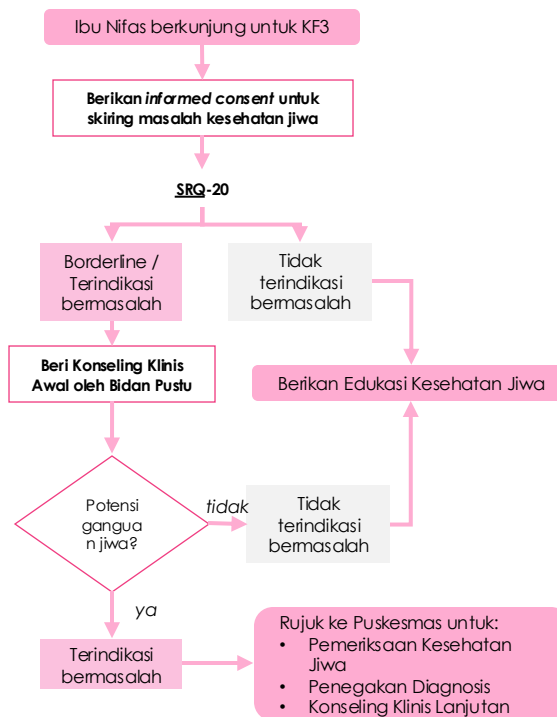 Ibu Nifas berkunjung untuk KF3
Berikan informed consent untuk
skiring masalah kesehatan jiwa
SRQ-20
Borderline /
Terindikasi
bermasalah
Tidak
terindikasi
bermasalah
Beri Konseling Klinis
Awal oleh Bidan Pustu
Berikan Edukasi Kesehatan Jiwa
Potensi
ganggua
n jiwa?
tidak
Tidak
terindikasi
bermasalah
ya
Terindikasi
bermasalah
Rujuk ke Puskesmas untuk:
• Pemeriksaan Kesehatan
Jiwa
• Penegakan Diagnosis
• Konseling Klinis Lanjutan